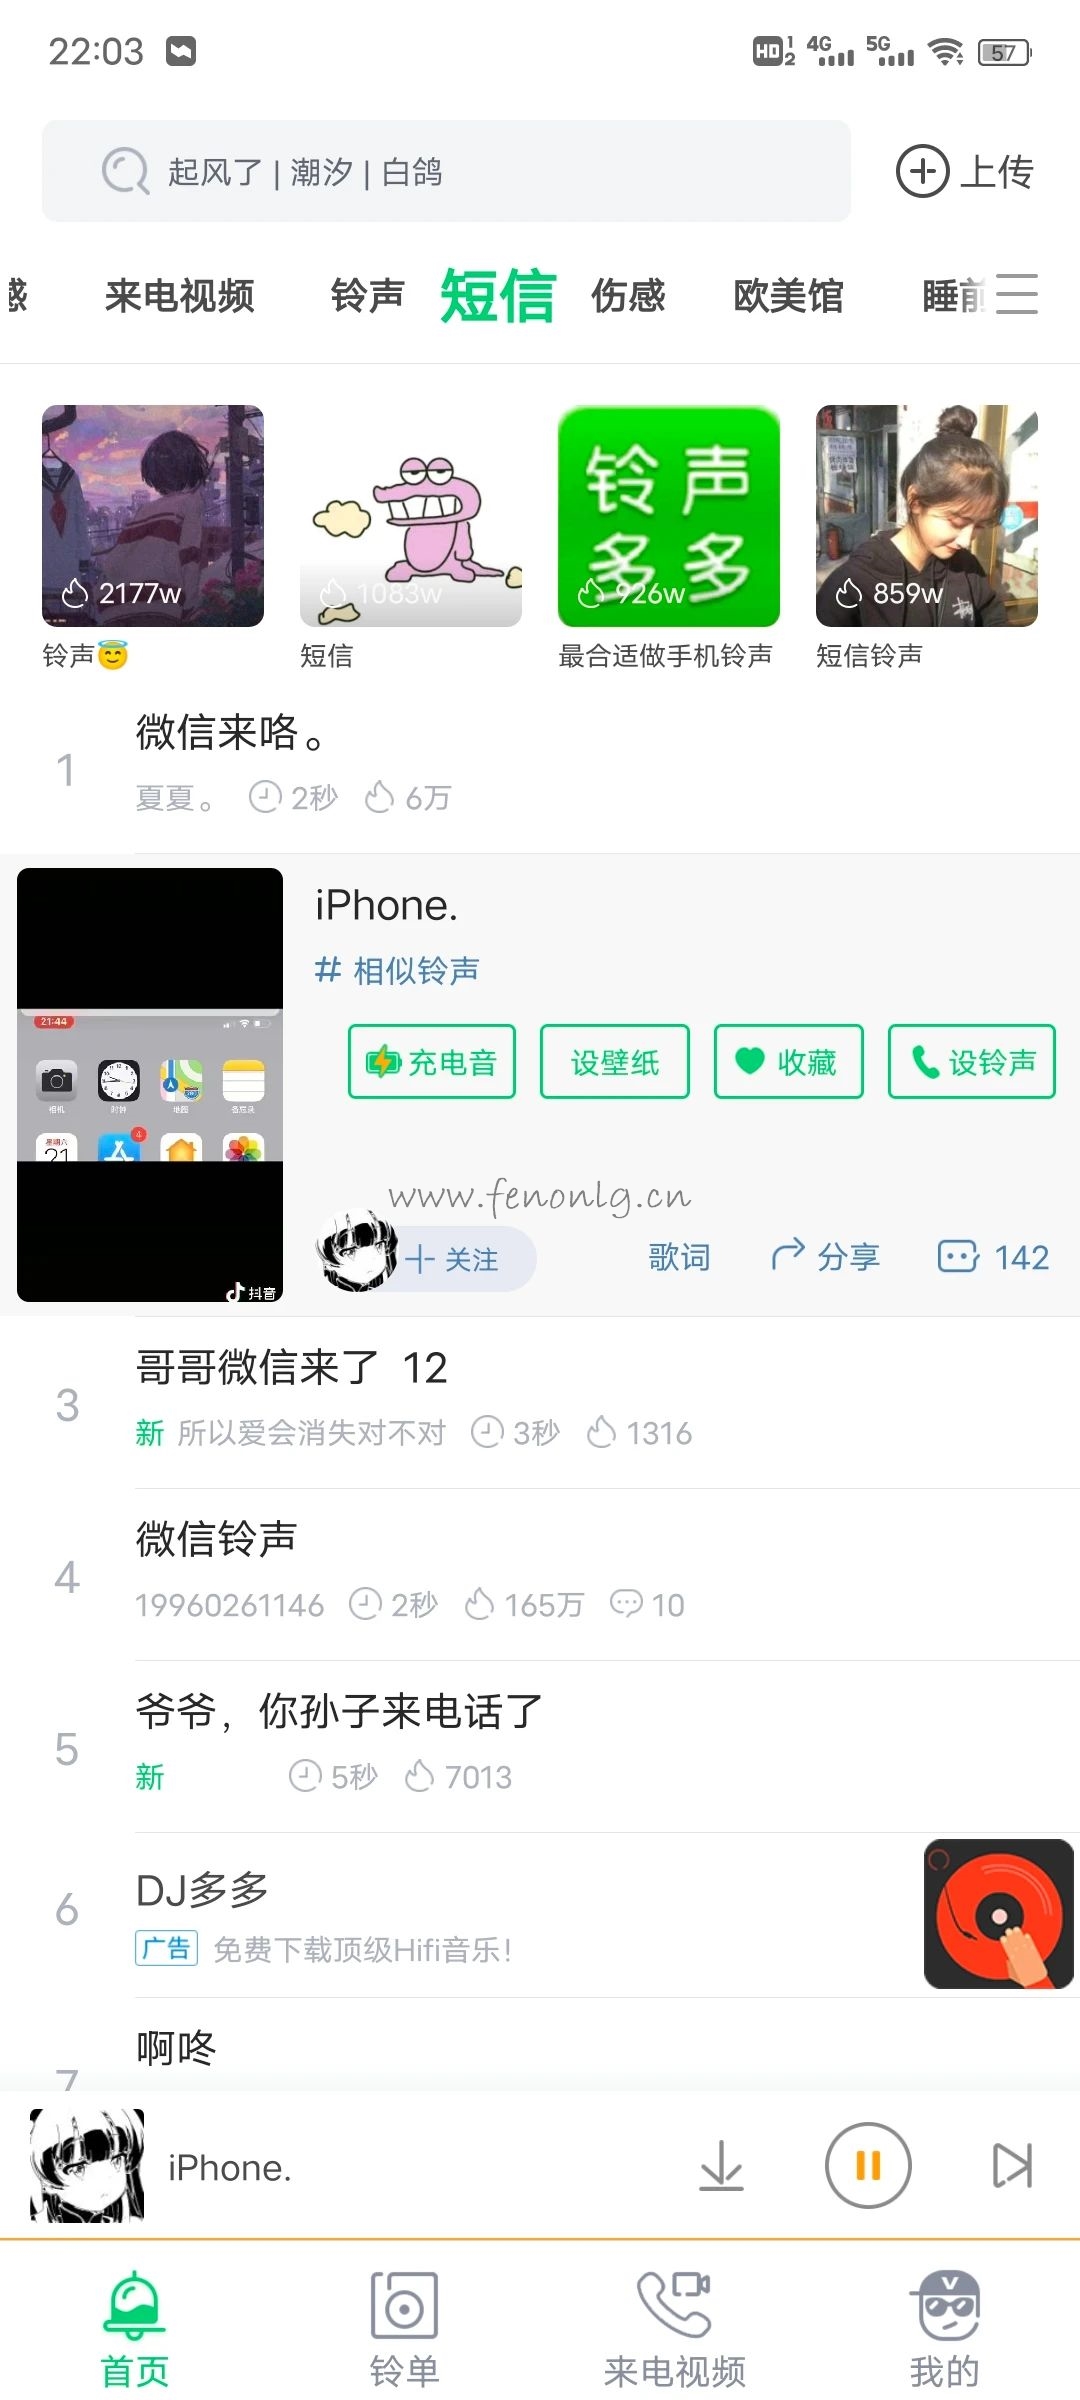 22:03
HD 1 2 4G 5G 57
起风了 | 潮汐 | 白鸽
上传
感 来电视频 铃声 短信 伤感 欧美馆 睡前
铃声多多
2177w 1083w 926w 859w
铃声😇 短信 最合适做手机铃声 短信铃声
1
微信来咯。
夏夏。 2秒 6万
iPhone.
# 相似铃声
21:44
相机 时钟 地图 备忘录
星期六
21
4
抖音
充电音 设壁纸 收藏 设铃声
www.fenonlg.cn
关注 歌词 分享 142
3
哥哥微信来了 12
新 所以爱会消失对不对 3秒 1316
4
微信铃声
19960261146 2秒 165万 10
5
爷爷，你孙子来电话了
新 5秒 7013
6
DJ多多
广告 免费下载顶级Hifi音乐！
7
啊咚
iPhone.
首页 铃单 来电视频 我的